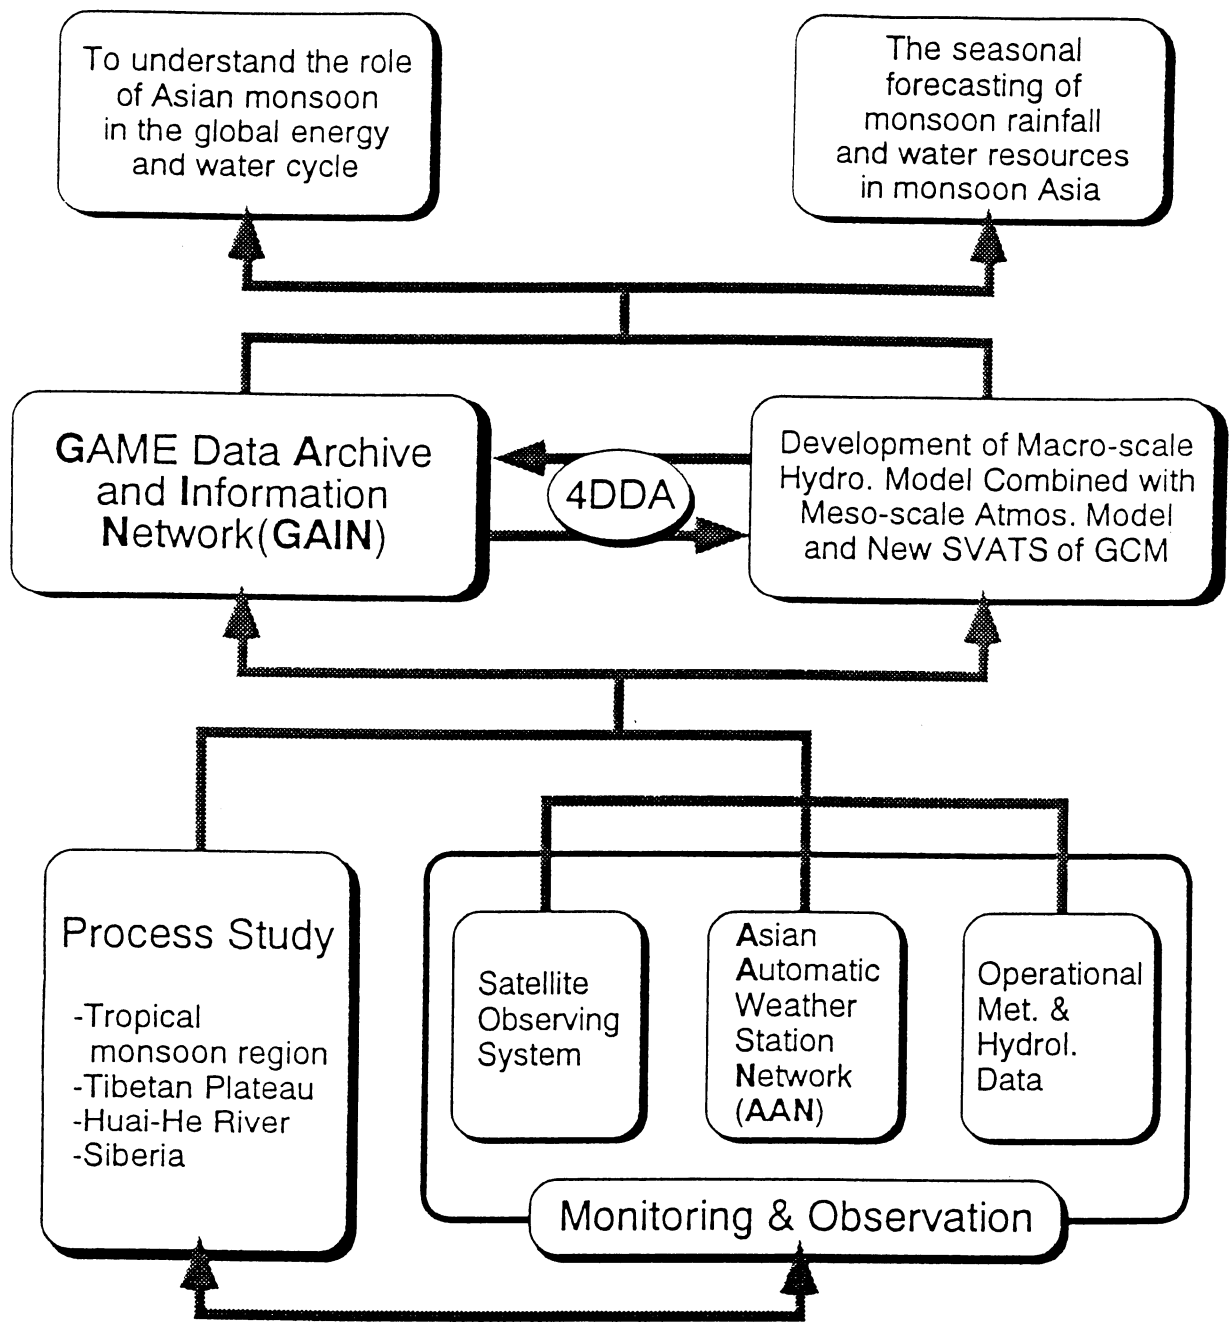 To understand the role
of Asian monsoon
in the global energy
and water cycle
The seasonal
forecasting of
monsoon rainfall
and water resources
in monsoon Asia
GAME Data Archive
and Information
Network(GAIN)
4DDA
Development of Macro-scale
Hydro. Model Combined with
Meso-scale Atmos. Model
and New SVATS of GCM
Process Study
-Tropical
monsoon region
-Tibetan Plateau
-Huai-He River
-Siberia
Satellite
Observing
System
Asian
Automatic
Weather
Station
Network
(AAN)
Operational
Met. &
Hydrol.
Data
Monitoring & Observation